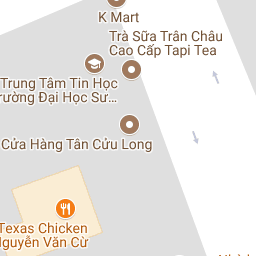 K Mart
Trà Sữa Trân Châu
Cao Cấp Tapi Tea
Trung Tâm Tin Học
rường Đại Học Sư...
Cửa Hàng Tân Cửu Long
Texas Chicken
Nguyễn Văn Cừ